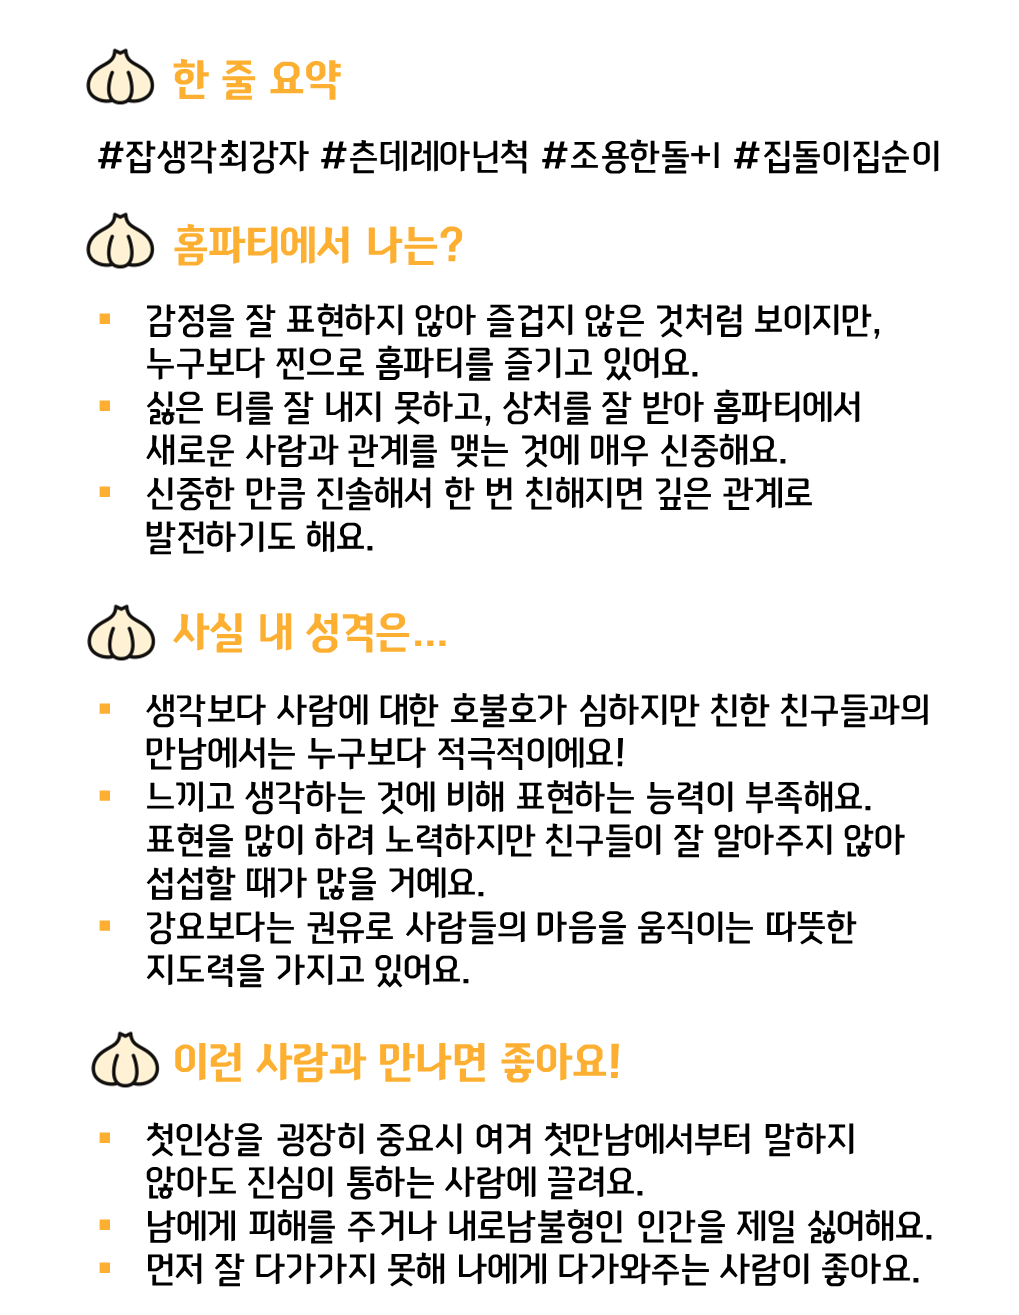 한 줄 요약
#잡생각최강자 #츤데레아닌척 #조용한돌+I #집돌이집순이
홈파티에서 나는?
감정을 잘 표현하지 않아 즐겁지 않은 것처럼 보이지만,
누구보다 찐으로 홈파티를 즐기고 있어요.
싫은 티를 잘 내지 못하고, 상처를 잘 받아 홈파티에서
새로운 사람과 관계를 맺는 것에 매우 신중해요.
신중한 만큼 진솔해서 한 번 친해지면 깊은 관계로
발전하기도 해요.
사실 내 성격은...
생각보다 사람에 대한 호불호가 심하지만 친한 친구들과의
만남에서는 누구보다 적극적이에요!
느끼고 생각하는 것에 비해 표현하는 능력이 부족해요.
표현을 많이 하려 노력하지만 친구들이 잘 알아주지 않아
섭섭할 때가 많을 거예요.
강요보다는 권유로 사람들의 마음을 움직이는 따뜻한
지도력을 가지고 있어요.
이런 사람과 만나면 좋아요!
첫인상을 굉장히 중요시 여겨 첫만남에서부터 말하지
않아도 진심이 통하는 사람에 끌려요.
남에게 피해를 주거나 내로남불형인 인간을 제일 싫어해요.
먼저 잘 다가가지 못해 나에게 다가와주는 사람이 좋아요.